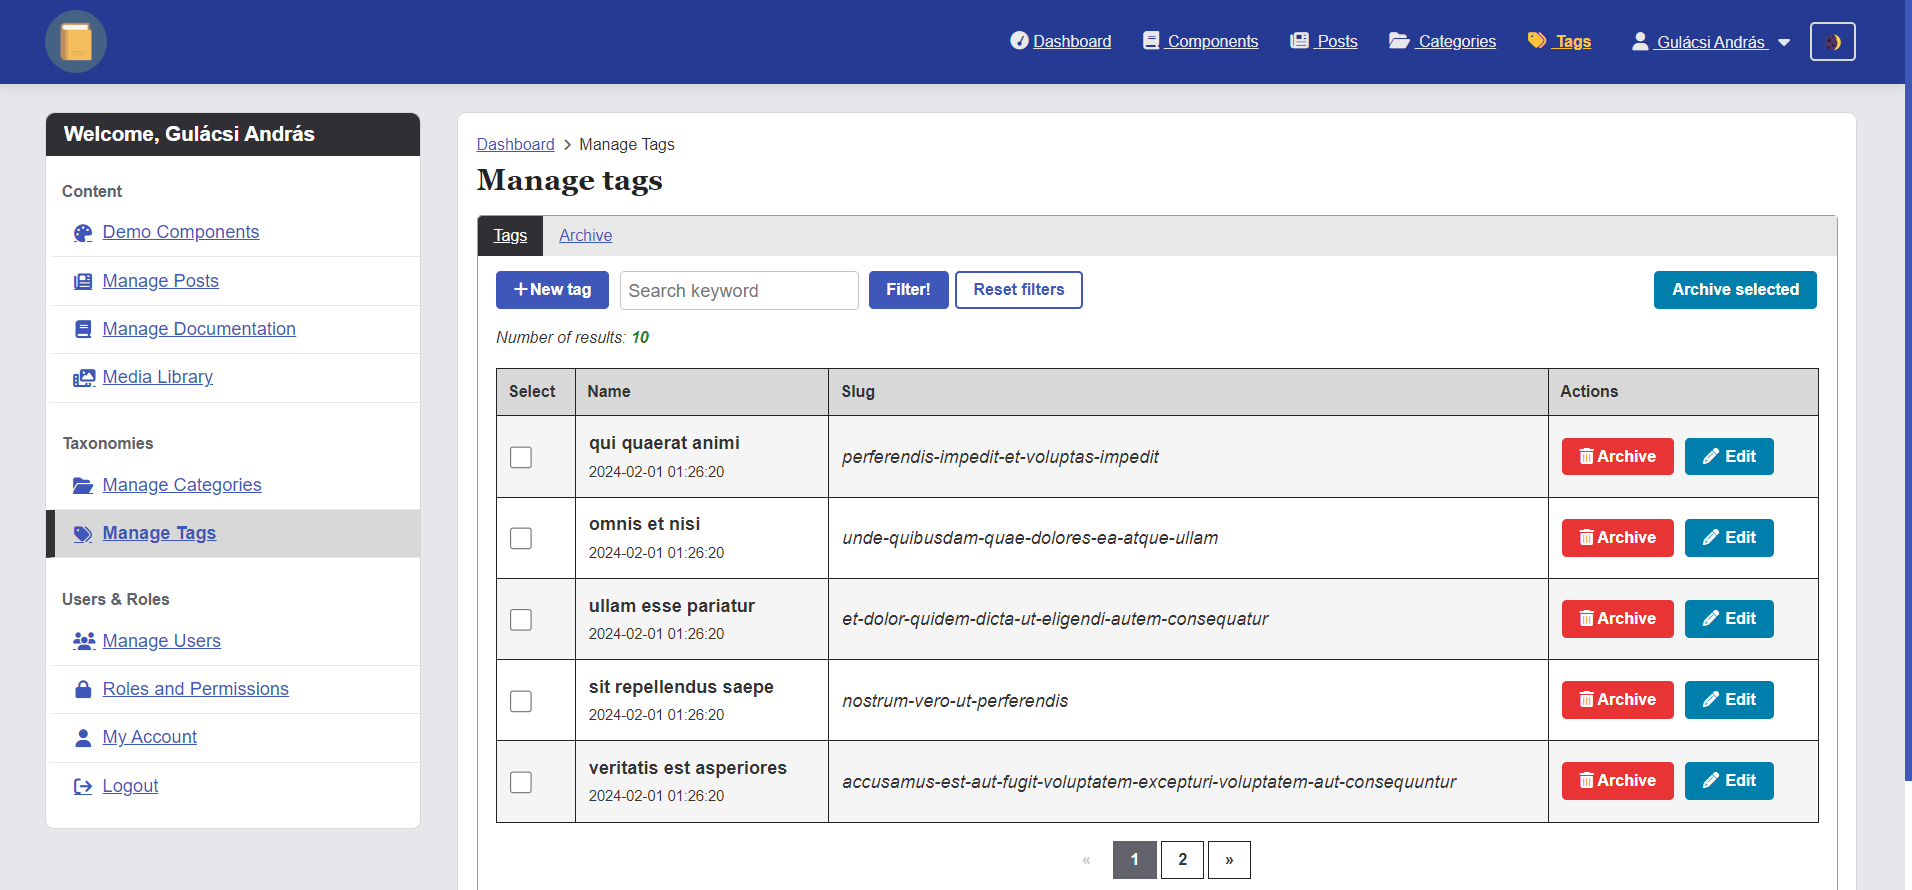 Dashboard Components Posts Categories Tags Gulácsi András
Welcome, Gulácsi András
Content
Demo Components
Manage Posts
Manage Documentation
Media Library
Taxonomies
Manage Categories
Manage Tags
Users & Roles
Manage Users
Roles and Permissions
My Account
Logout
Dashboard > Manage Tags
Manage tags
Tags Archive
+New tag Search keyword Filter! Reset filters Archive selected
Number of results: 10
Select Name Slug Actions
qui quaerat animi
2024-02-01 01:26:20
perferendis-impedit-et-voluptas-impedit
Archive Edit
omnis et nisi
2024-02-01 01:26:20
unde-quibusdam-quae-dolores-ea-atque-ullam
Archive Edit
ullam esse pariatur
2024-02-01 01:26:20
et-dolor-quidem-dicta-ut-eligendi-autem-consequatur
Archive Edit
sit repellendus saepe
2024-02-01 01:26:20
nostrum-vero-ut-perferendis
Archive Edit
veritatis est asperiores
2024-02-01 01:26:20
accusamus-est-aut-fugit-voluptatem-excepturi-voluptatem-aut-consequuntur
Archive Edit
« 1 2 »